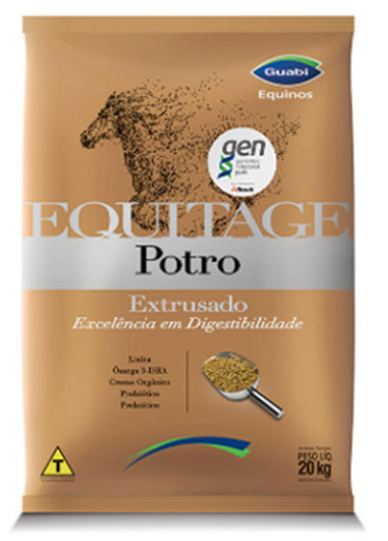 Guabi
Equinos
gen
EQUITAGE
Potro
Extrusado
Excelência em Digestibilidade
Lisina
Ômega 3-DHA
Cromo Orgânico
Prebiótico
Probiótico
T
PESO LÍQ.
20 kg